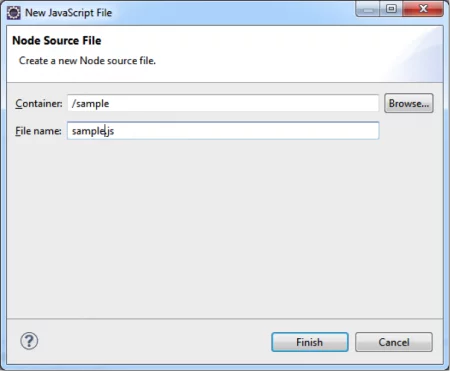 New JavaScript File
Node Source File
Create a new Node source file.
Container: /sample Browse...
File name: sample.js
?
Finish Cancel